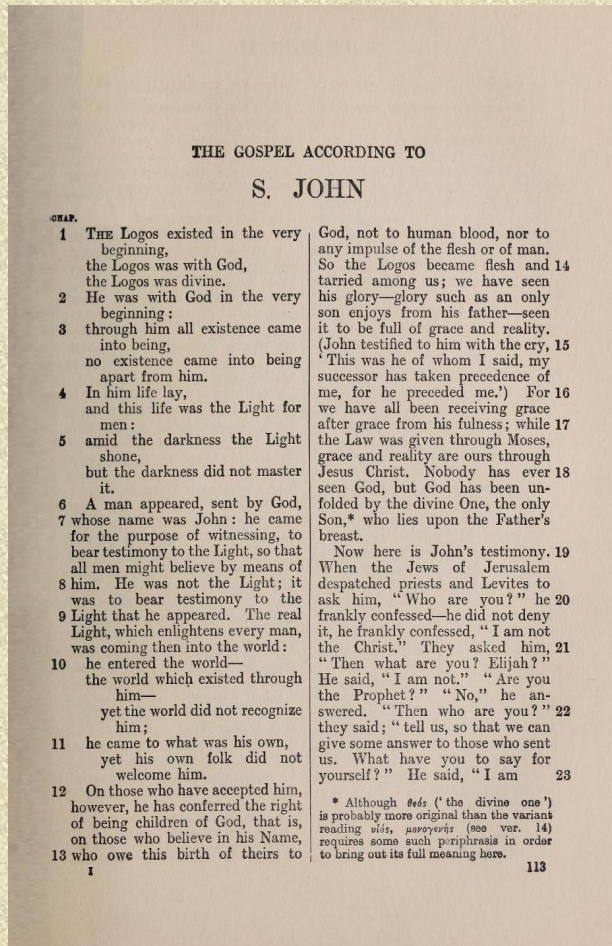 THE GOSPEL ACCORDING TO
S. JOHN
CHAP.
1 THE Logos existed in the very
beginning,
the Logos was with God,
the Logos was divine.
2 He was with God in the very
beginning:
3 through him all existence came
into being,
no existence came into being
apart from him.
4 In him life lay,
and this life was the Light for
men:
5 amid the darkness the Light
shone,
but the darkness did not master
it.
6 A man appeared, sent by God,
7 whose name was John: he came
for the purpose of witnessing, to
bear testimony to the Light, so that
all men might believe by means of
8 him. He was not the Light; it
was to bear testimony to the
9 Light that he appeared. The real
Light, which enlightens every man,
was coming then into the world:
10 he entered the world—
the world which existed through
him—
yet the world did not recognize
him;
11 he came to what was his own,
yet his own folk did not
welcome him.
12 On those who have accepted him,
however, he has conferred the right
of being children of God, that is,
on those who believe in his Name,
13 who owe this birth of theirs to
I
God, not to human blood, nor to
any impulse of the flesh or of man.
So the Logos became flesh and 14
tarried among us; we have seen
his glory—glory such as an only
son enjoys from his father—seen
it to be full of grace and reality.
(John testified to him with the cry, 15
‘This was he of whom I said, my
successor has taken precedence of
me, for he preceded me.’) For 16
we have all been receiving grace
after grace from his fulness; while 17
the Law was given through Moses,
grace and reality are ours through
Jesus Christ. Nobody has ever 18
seen God, but God has been un-
folded by the divine One, the only
Son,* who lies upon the Father's
breast.
Now here is John's testimony. 19
When the Jews of Jerusalem
despatched priests and Levites to
ask him, “Who are you?” he 20
frankly confessed—he did not deny
it, he frankly confessed, “I am not
the Christ.” They asked him, 21
“Then what are you? Elijah?”
He said, “I am not.” “Are you
the Prophet?” “No,” he an-
swered. “Then who are you?” 22
they said; “tell us, so that we can
give some answer to those who sent
us. What have you to say for
yourself?” He said, “I am 23
* Although θεός (‘the divine one’)
is probably more original than the variant
reading υἱός, μονογενής (see ver. 14)
requires some such periphrasis in order
to bring out its full meaning here.
113